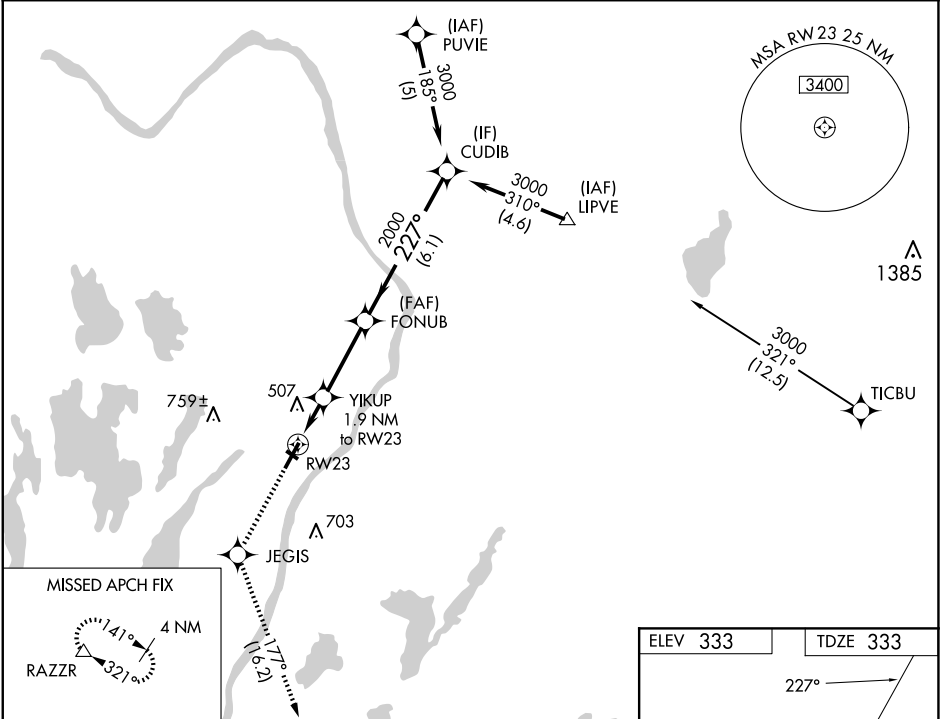 (IAF)
PUVIE
3000
185°
(5)
(IF)
CUDIB
3000
310°
(4.6)
(IAF)
LIPVE
MSA RW23 25 NM
3400
1385
2000
227°
(6.1)
(FAF)
FONUB
3000
321°
(12.5)
TICBU
507
759±
YIKUP
1.9 NM
to RW23
RW23
703
JEGIS
177°
(16.2)
MISSED APCH FIX
4 NM
141°
321°
RAZZR
ELEV 333
TDZE 333
227°